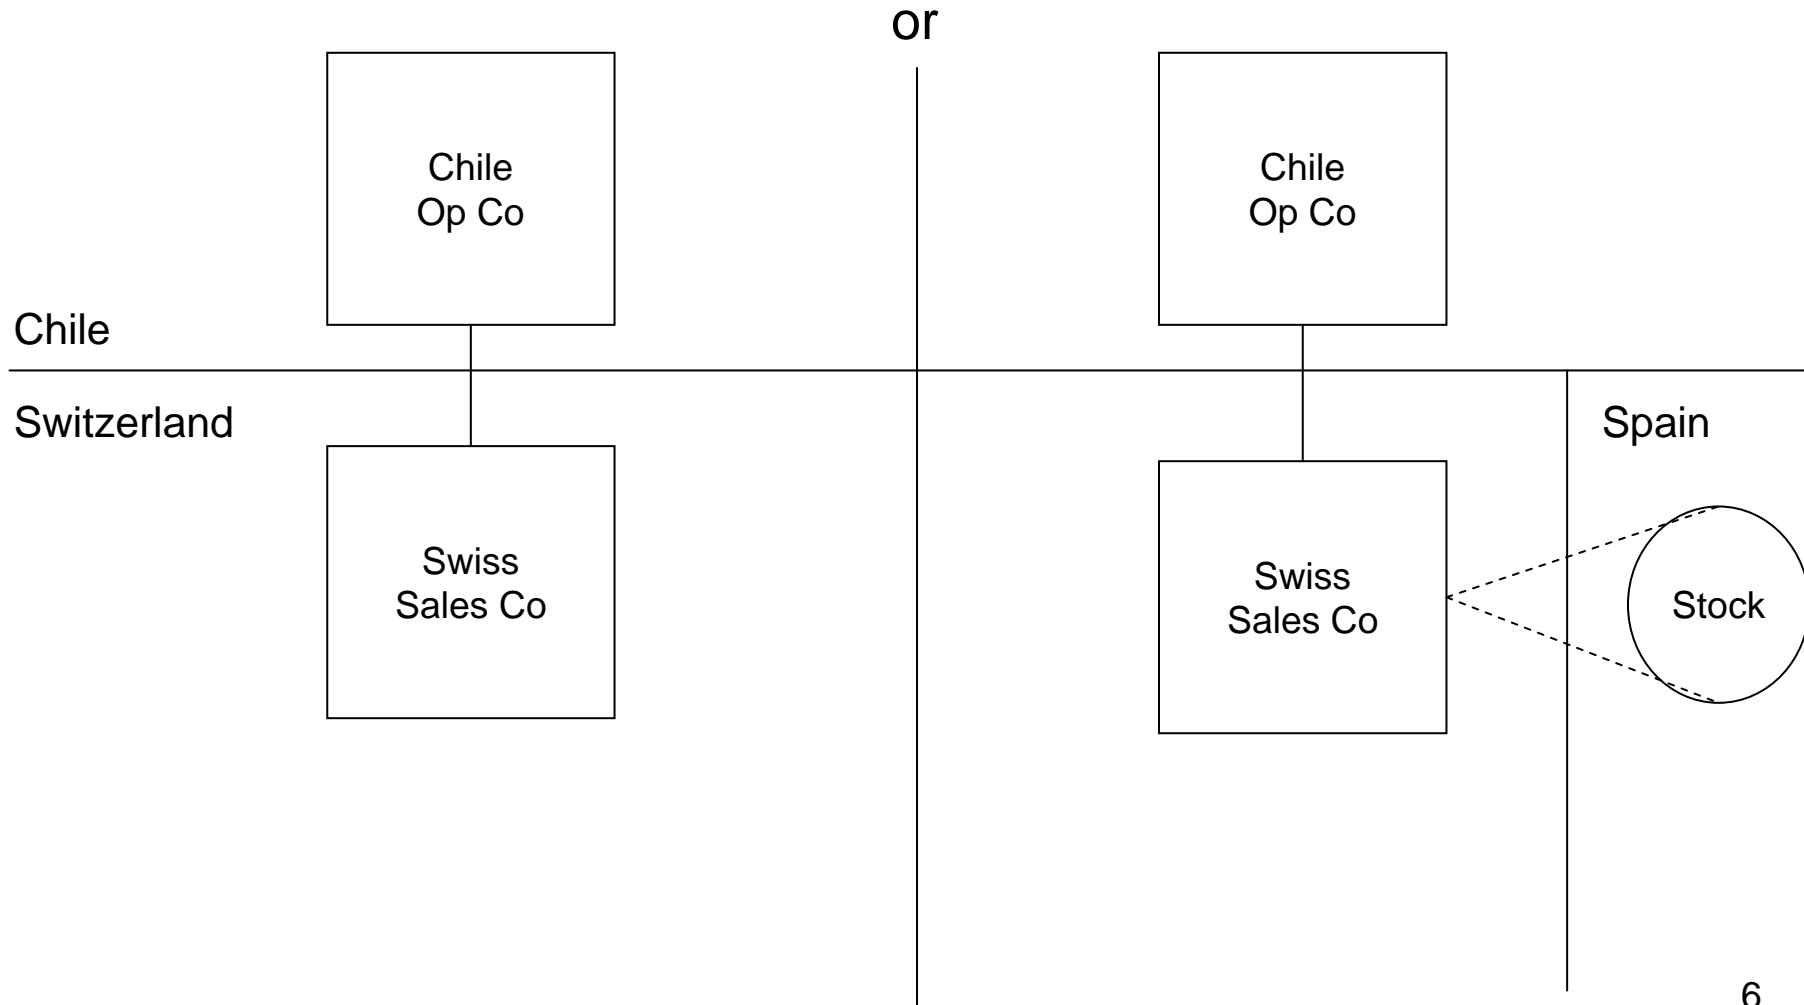 or
Chile
Op Co
Chile
Op Co
Chile
Switzerland
Spain
Swiss
Sales Co
Swiss
Sales Co
Stock
6